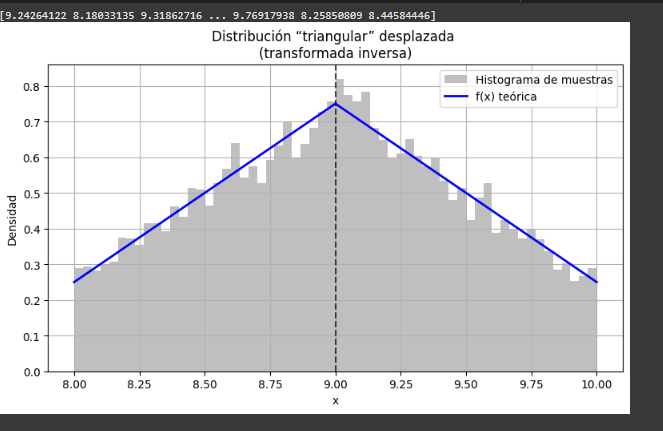 [9.24264122 8.18033135 9.31862716 ... 9.76917938 8.25850809 8.44584446]
Distribución “triangular” desplazada
(transformada inversa)
Histograma de muestras
f(x) teórica
Densidad
0.8
0.7
0.6
0.5
0.4
0.3
0.2
0.1
0.0
8.00 8.25 8.50 8.75 9.00 9.25 9.50 9.75 10.00
x